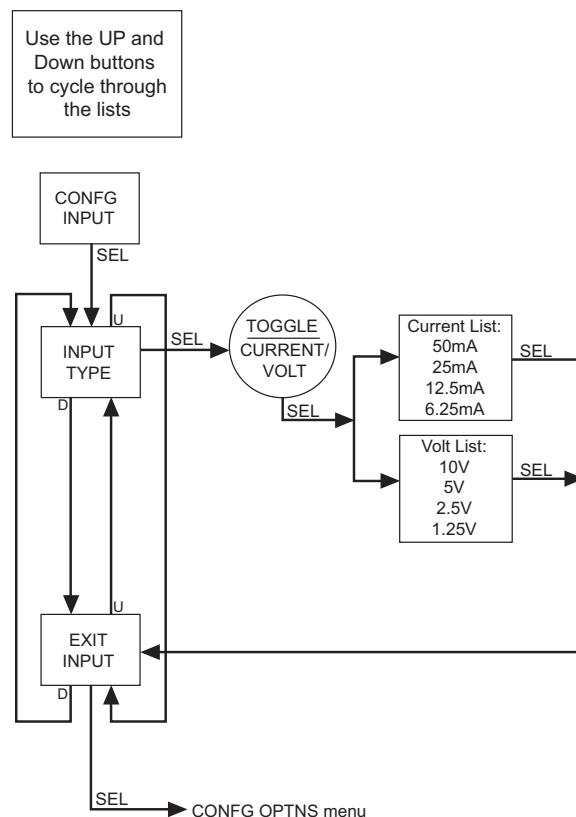 Use the UP and
Down buttons
to cycle through
the lists
CONFG
INPUT
SEL
U
INPUT
TYPE
D
SEL
TOGGLE
CURRENT/
VOLT
SEL
Current List:
50mA
25mA
12.5mA
6.25mA
SEL
Volt List:
10V
5V
2.5V
1.25V
SEL
U
EXIT
INPUT
D
SEL
CONFG OPTNS menu